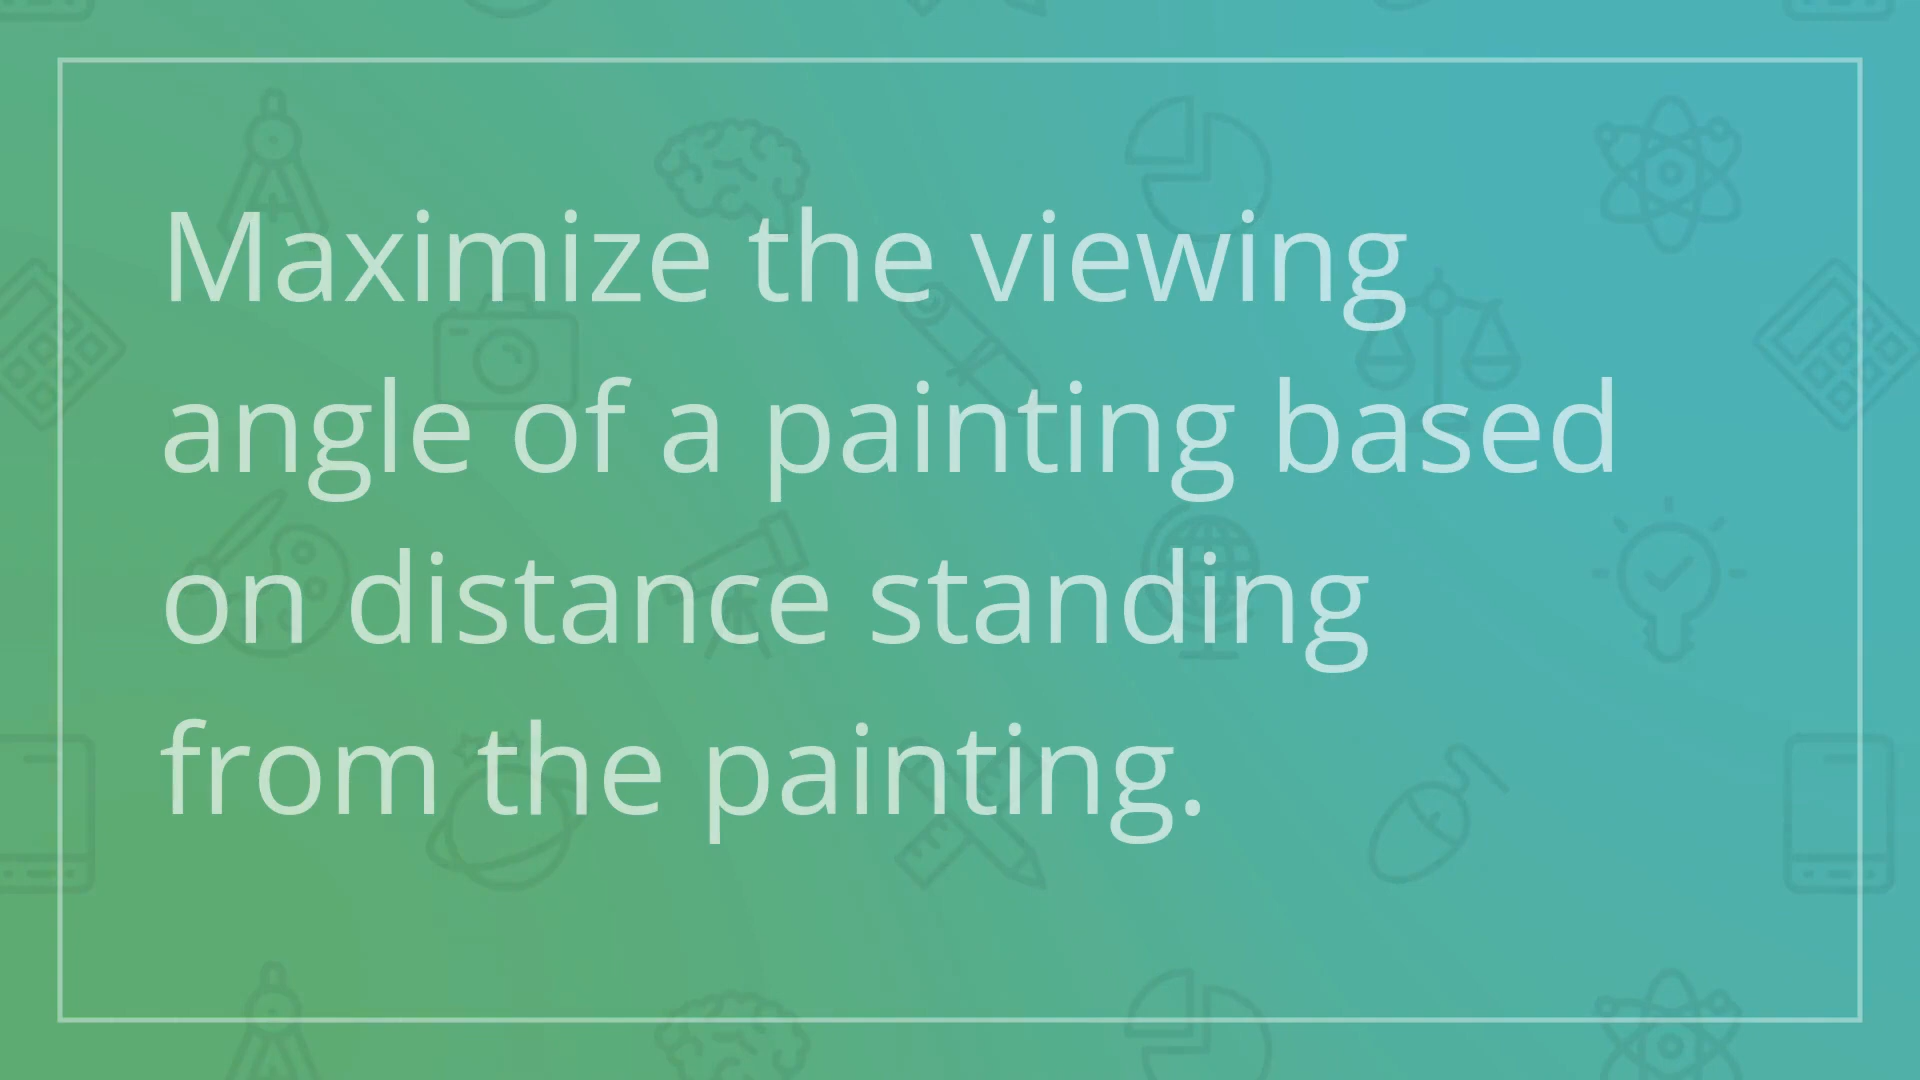 Maximize the viewing
angle of a painting based
on distance standing
from the painting.